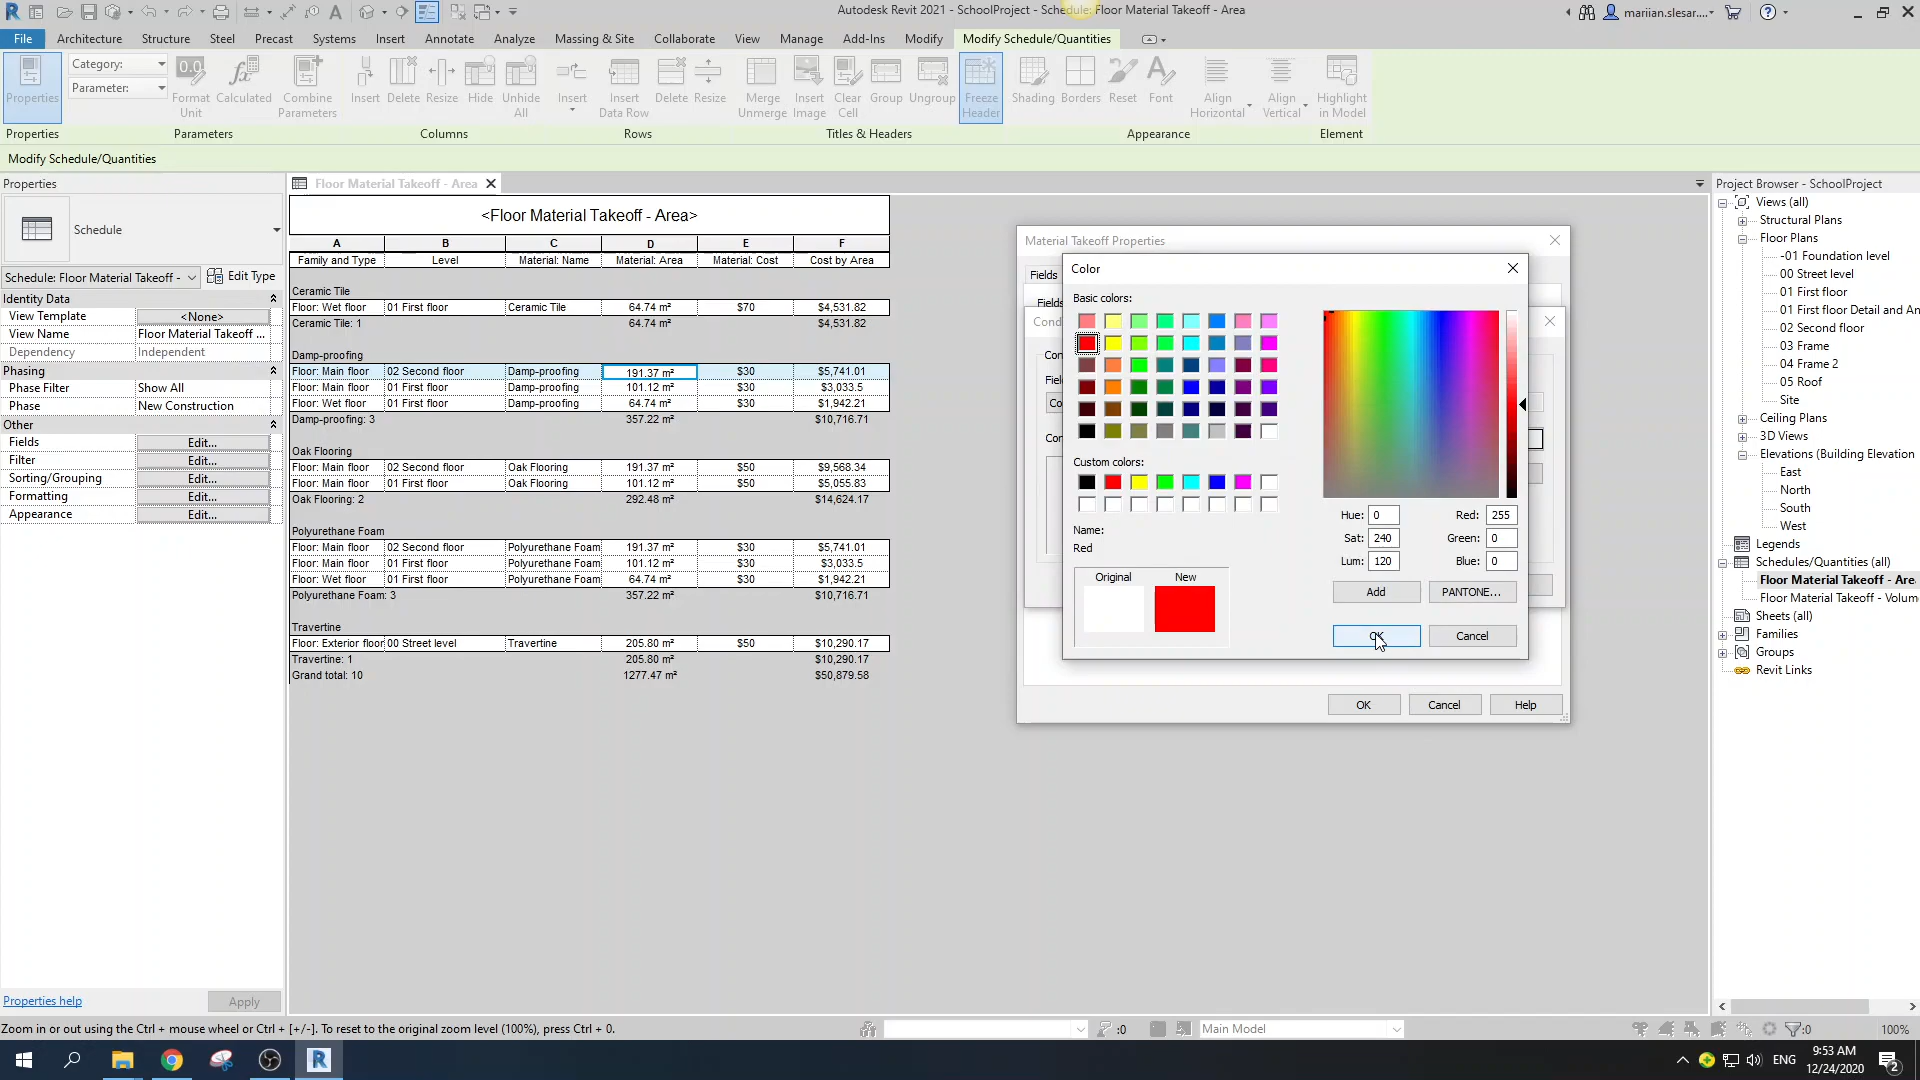 Autodesk Revit 2021 - SchoolProject - Schedule: Floor Material Takeoff - Area
mariian.slesar...
File Architecture Structure Steel Precast Systems Insert Annotate Analyze Massing & Site Collaborate View Manage Add-Ins Modify Modify Schedule/Quantities
Category:
Parameter:
Properties
Format Unit
Calculated
Combine Parameters
Insert
Delete
Resize
Hide
Unhide All
Insert
Insert Data Row
Delete
Resize
Merge Unmerge
Insert Image
Clear Cell
Group
Ungroup
Freeze Header
Shading
Borders
Reset
Font
Align Horizontal
Align Vertical
Highlight in Model
Properties Parameters Columns Rows Titles & Headers Appearance Element
Modify Schedule/Quantities
Properties
Schedule
Schedule: Floor Material Takeoff -
Edit Type
Identity Data
View Template <None>
View Name Floor Material Takeoff ...
Dependency Independent
Phasing
Phase Filter Show All
Phase New Construction
Other
Fields Edit...
Filter Edit...
Sorting/Grouping Edit...
Formatting Edit...
Appearance Edit...
Properties help
Apply
Floor Material Takeoff - Area
<Floor Material Takeoff - Area>
A B C D E F
Family and Type Level Material: Name Material: Area Material: Cost Cost by Area
Ceramic Tile
Floor: Wet floor 01 First floor Ceramic Tile 64.74 m² $70 $4,531.82
Ceramic Tile: 1 64.74 m² $4,531.82
Damp-proofing
Floor: Main floor 02 Second floor Damp-proofing 191.37 m² $30 $5,741.01
Floor: Main floor 01 First floor Damp-proofing 101.12 m² $30 $3,033.5
Floor: Wet floor 01 First floor Damp-proofing 64.74 m² $30 $1,942.21
Damp-proofing: 3 357.22 m² $10,716.71
Oak Flooring
Floor: Main floor 02 Second floor Oak Flooring 191.37 m² $50 $9,568.34
Floor: Main floor 01 First floor Oak Flooring 101.12 m² $50 $5,055.83
Oak Flooring: 2 292.48 m² $14,624.17
Polyurethane Foam
Floor: Main floor 02 Second floor Polyurethane Foam 191.37 m² $30 $5,741.01
Floor: Main floor 01 First floor Polyurethane Foam 101.12 m² $30 $3,033.5
Floor: Wet floor 01 First floor Polyurethane Foam 64.74 m² $30 $1,942.21
Polyurethane Foam: 3 357.22 m² $10,716.71
Travertine
Floor: Exterior floor 00 Street level Travertine 205.80 m² $50 $10,290.17
Travertine: 1 205.80 m² $10,290.17
Grand total: 10 1277.47 m² $50,879.58
Material Takeoff Properties
Fields
Color
Basic colors:
Custom colors:
Name:
Red
Original New
Hue: 0 Red: 255
Sat: 240 Green: 0
Lum: 120 Blue: 0
Add PANTONE...
OK Cancel
OK Cancel Help
Project Browser - SchoolProject
Views (all)
Structural Plans
Floor Plans
-01 Foundation level
00 Street level
01 First floor
01 First floor Detail and An
02 Second floor
03 Frame
04 Frame 2
05 Roof
Site
Ceiling Plans
3D Views
Elevations (Building Elevation
East
North
South
West
Legends
Schedules/Quantities (all)
Floor Material Takeoff - Are
Floor Material Takeoff - Volum
Sheets (all)
Families
Groups
Revit Links
Zoom in or out using the Ctrl + mouse wheel or Ctrl + [+/-]. To reset to the original zoom level (100%), press Ctrl + 0.
:0
Main Model
:0
100%
ENG
9:53 AM
12/24/2020
2